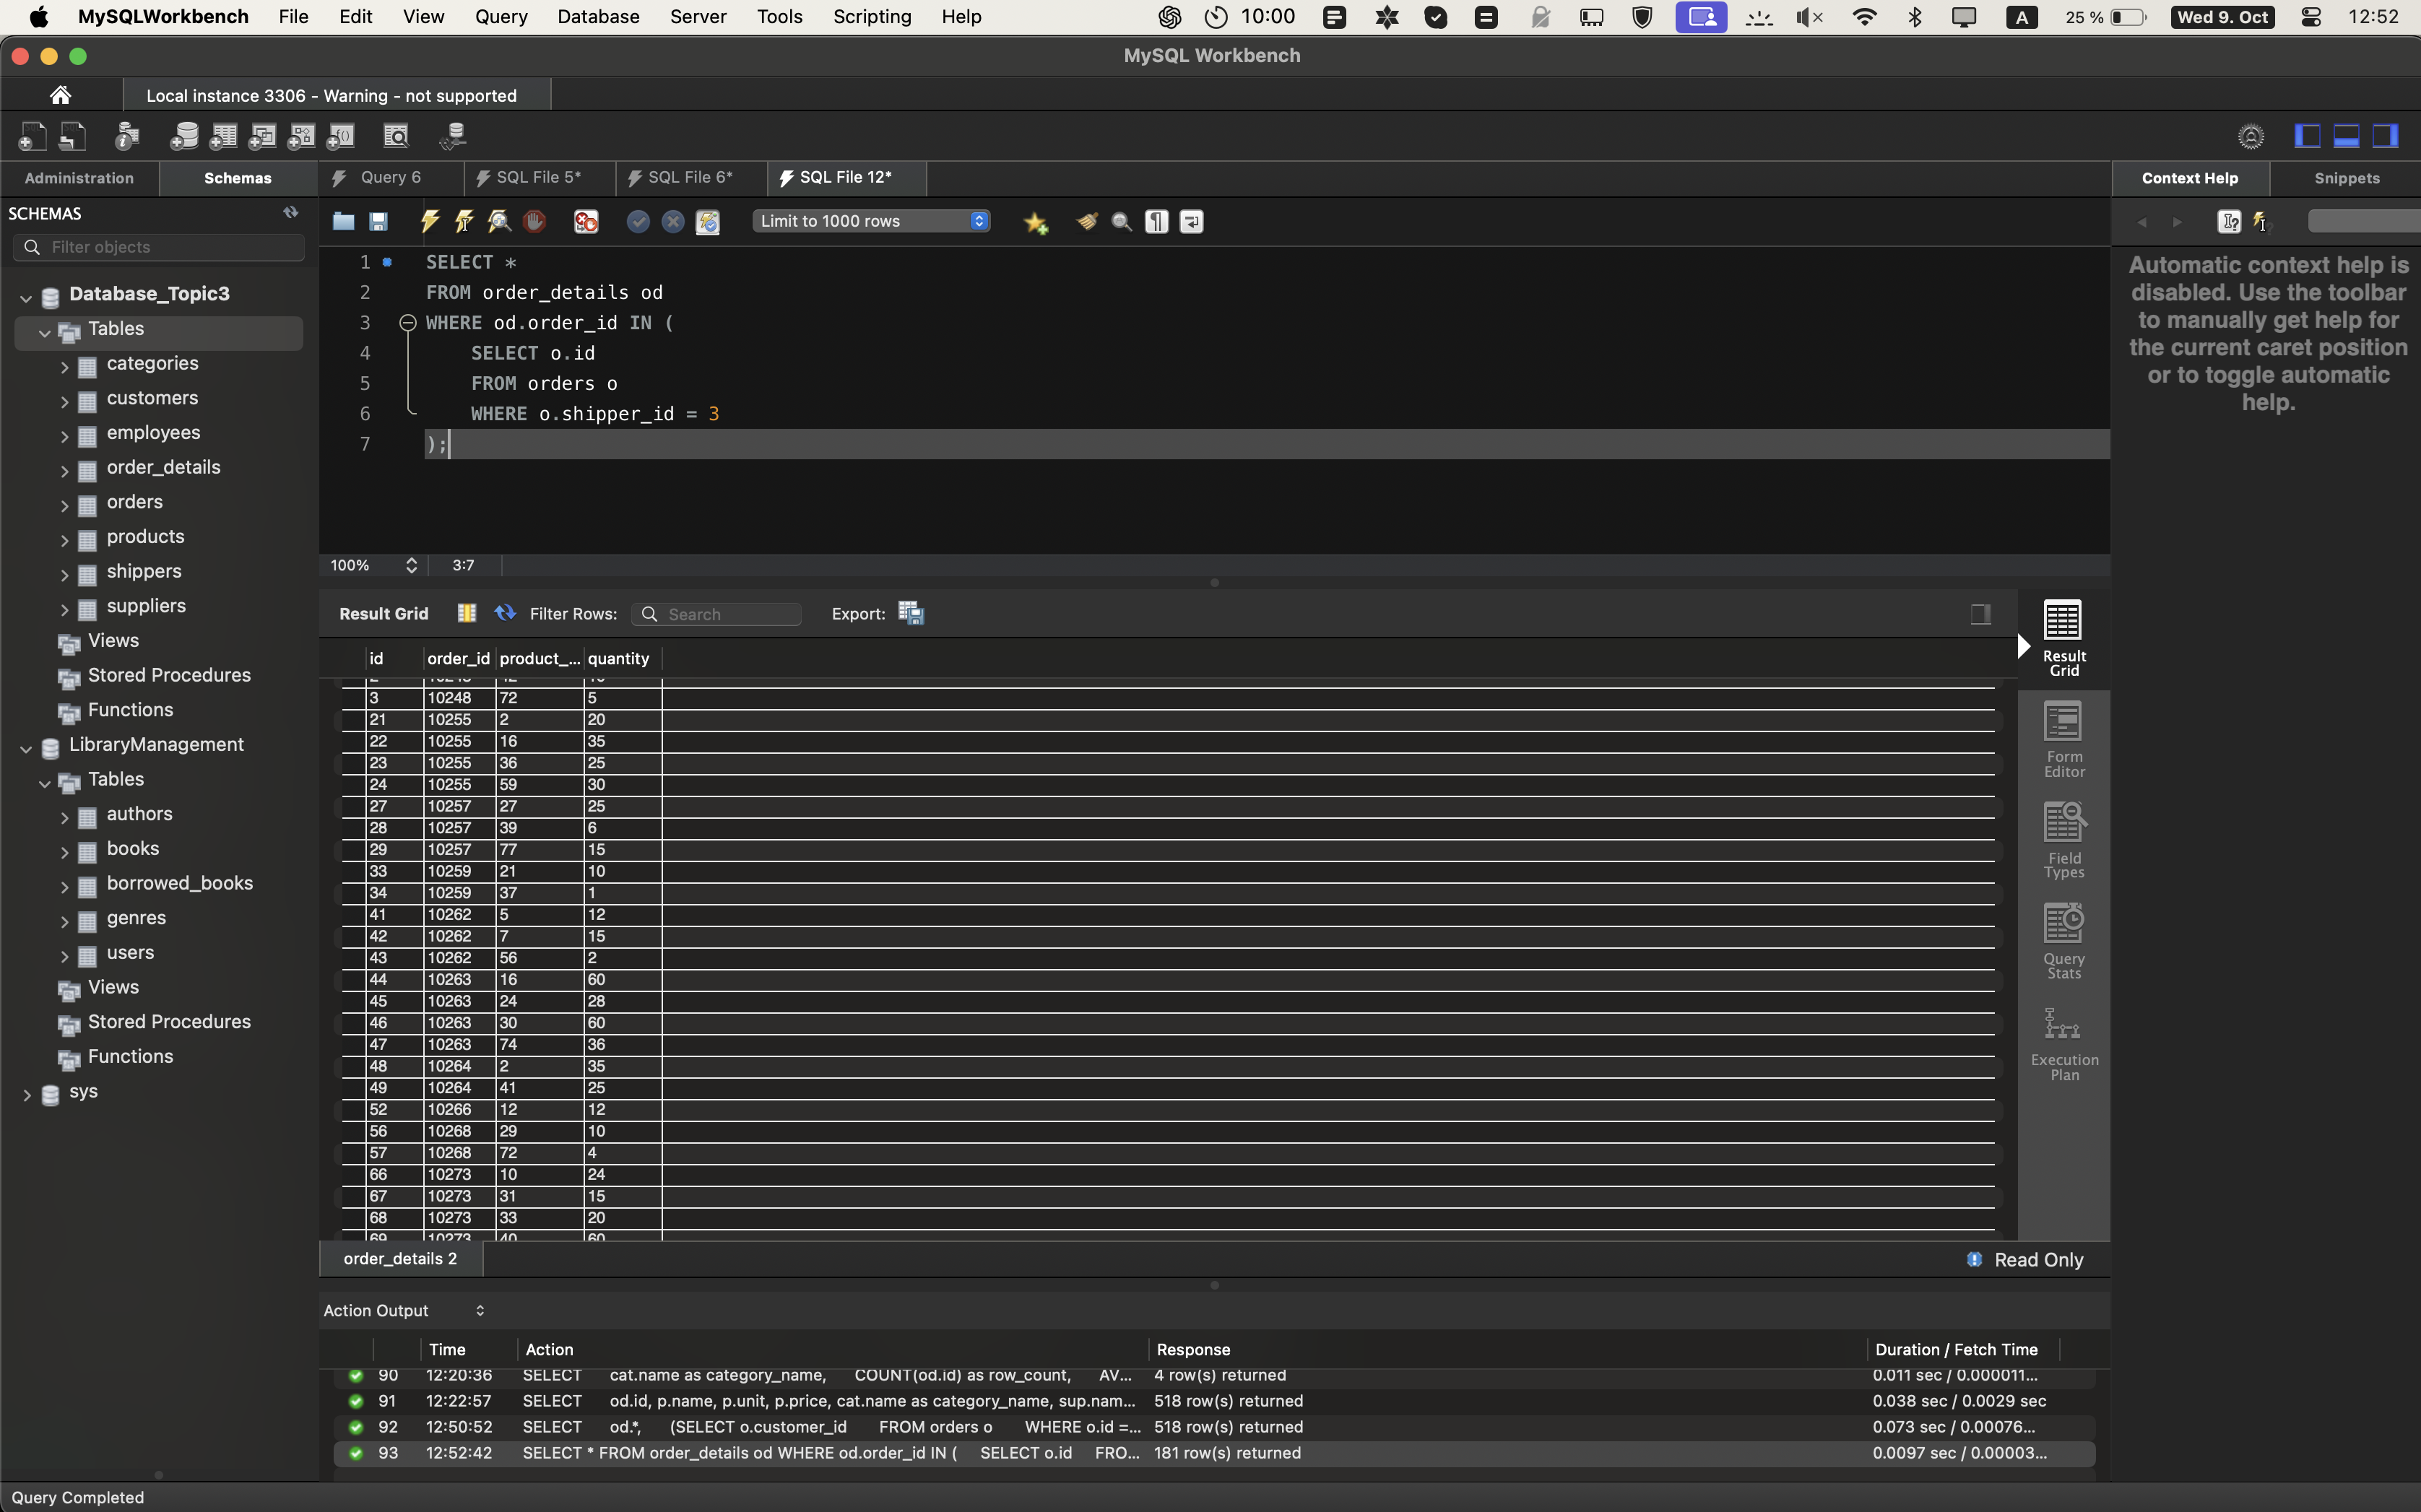 MySQLWorkbench File Edit View Query Database Server Tools Scripting Help 10:00 A 25 % Wed 9. Oct 12:52
MySQL Workbench
Local instance 3306 - Warning - not supported
Administration Schemas Query 6 SQL File 5* SQL File 6* SQL File 12* Context Help Snippets
SCHEMAS
Limit to 1000 rows
Filter objects
Database_Topic3
Tables
categories
customers
employees
order_details
orders
products
shippers
suppliers
Views
Stored Procedures
Functions
LibraryManagement
Tables
authors
books
borrowed_books
genres
users
Views
Stored Procedures
Functions
sys
1 SELECT *
2 FROM order_details od
3 WHERE od.order_id IN (
4 SELECT o.id
5 FROM orders o
6 WHERE o.shipper_id = 3
7 );
Automatic context help is
disabled. Use the toolbar
to manually get help for
the current caret position
or to toggle automatic
help.
100% 3:7
Result Grid Filter Rows: Search Export:
id order_id product_... quantity
3 10248 72 5
21 10255 2 20
22 10255 16 35
23 10255 36 25
24 10255 59 30
27 10257 27 25
28 10257 39 6
29 10257 77 15
33 10259 21 10
34 10259 37 1
41 10262 5 12
42 10262 7 15
43 10262 56 2
44 10263 16 60
45 10263 24 28
46 10263 30 60
47 10263 74 36
48 10264 2 35
49 10264 41 25
52 10266 12 12
56 10268 29 10
57 10268 72 4
66 10273 10 24
67 10273 31 15
68 10273 33 20
69 10273 40 60
Result
Grid
Form
Editor
Field
Types
Query
Stats
Execution
Plan
order_details 2 Read Only
Action Output
Time Action Response Duration / Fetch Time
90 12:20:36 SELECT cat.name as category_name, COUNT(od.id) as row_count, AV... 4 row(s) returned 0.011 sec / 0.000011...
91 12:22:57 SELECT od.id, p.name, p.unit, p.price, cat.name as category_name, sup.nam... 518 row(s) returned 0.038 sec / 0.0029 sec
92 12:50:52 SELECT od.*, (SELECT o.customer_id FROM orders o WHERE o.id =... 518 row(s) returned 0.073 sec / 0.00076...
93 12:52:42 SELECT * FROM order_details od WHERE od.order_id IN ( SELECT o.id FRO... 181 row(s) returned 0.0097 sec / 0.00003...
Query Completed